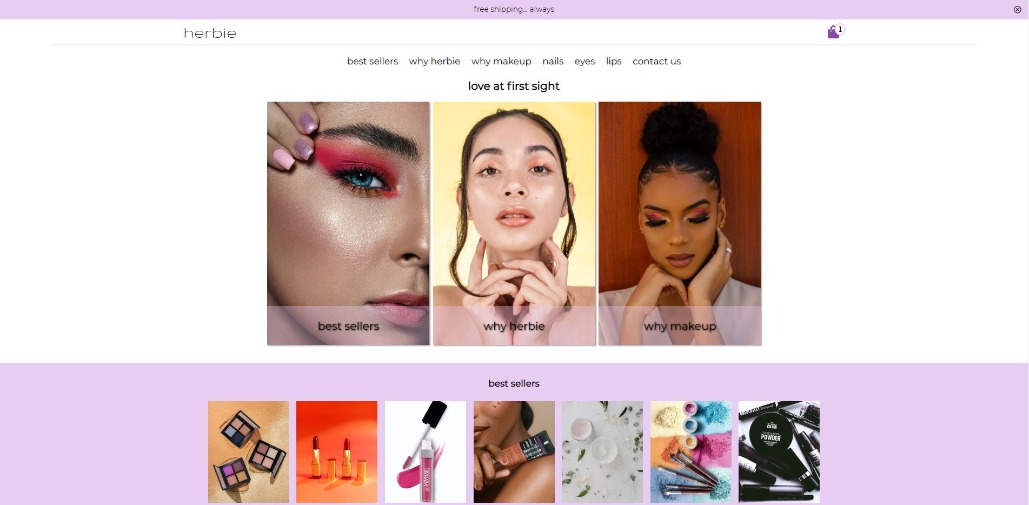 free shipping... always
herbie
1
best sellers why herbie why makeup nails eyes lips contact us
love at first sight
best sellers
why herbie
why makeup
best sellers
POWDER